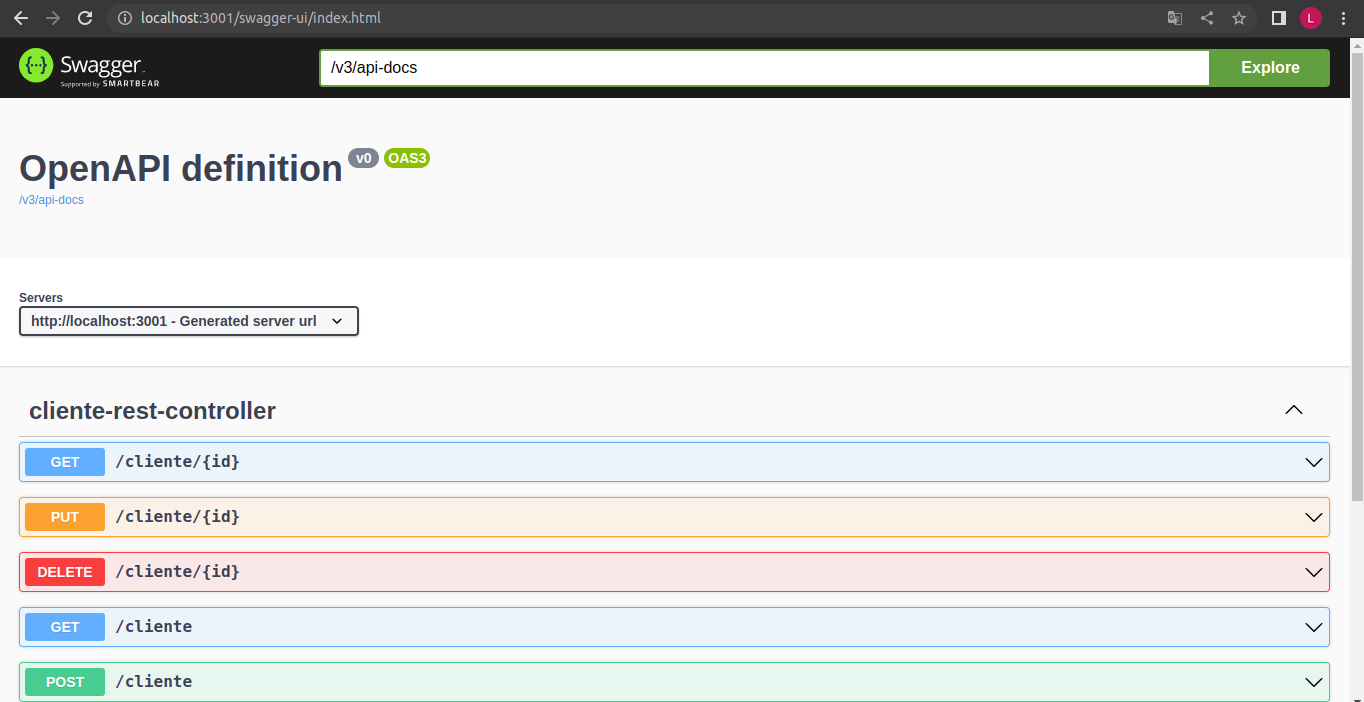 localhost:3001/swagger-ui/index.html
L
Swagger
Supported by SMARTBEAR
/v3/api-docs
Explore
OpenAPI definition v0 OAS3
/v3/api-docs
Servers
http://localhost:3001 - Generated server url
cliente-rest-controller
GET /cliente/{id}
PUT /cliente/{id}
DELETE /cliente/{id}
GET /cliente
POST /cliente